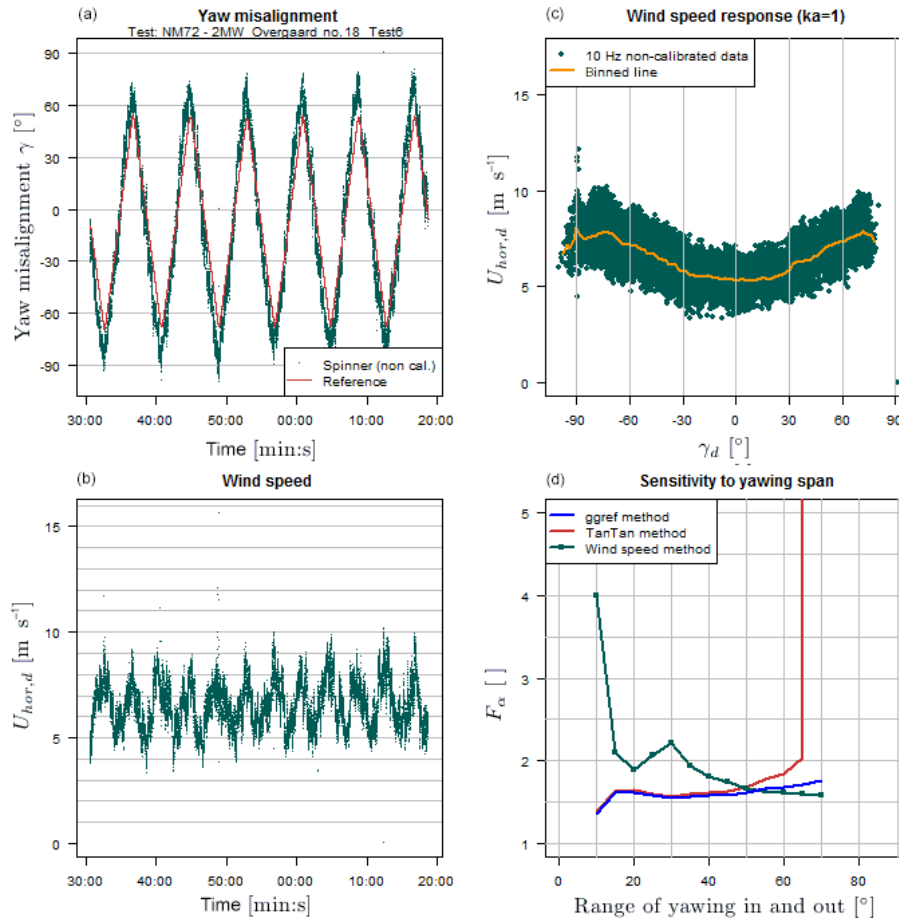 (a)
Yaw misalignment
Test: NM72 - 2MW Overgaard no.18 Test6
90
60
30
0
-30
-60
-90
Yaw misalignment γ [°]
Spinner (non cal.)
Reference
30:00 40:00 50:00 00:00 10:00 20:00
Time [min:s]
(c)
Wind speed response (ka=1)
10 Hz non-calibrated data
Binned line
15
10
5
0
U_hor,d [m s⁻¹]
-90 -60 -30 0 30 60 90
γ_d [°]
(b)
Wind speed
15
10
5
0
U_hor,d [m s⁻¹]
30:00 40:00 50:00 00:00 10:00 20:00
Time [min:s]
(d)
Sensitivity to yawing span
ggref method
TanTan method
Wind speed method
5
4
3
2
1
F_α [ ]
0 20 40 60 80
Range of yawing in and out [°]